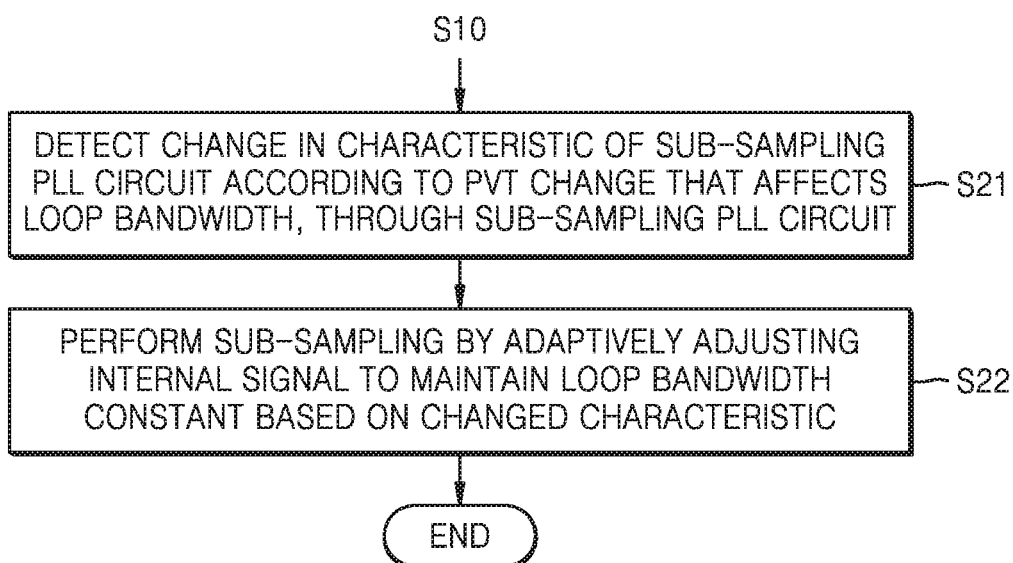 S10
DETECT CHANGE IN CHARACTERISTIC OF SUB-SAMPLING
PLL CIRCUIT ACCORDING TO PVT CHANGE THAT AFFECTS
LOOP BANDWIDTH, THROUGH SUB-SAMPLING PLL CIRCUIT
S21
PERFORM SUB-SAMPLING BY ADAPTIVELY ADJUSTING
INTERNAL SIGNAL TO MAINTAIN LOOP BANDWIDTH
CONSTANT BASED ON CHANGED CHARACTERISTIC
S22
END